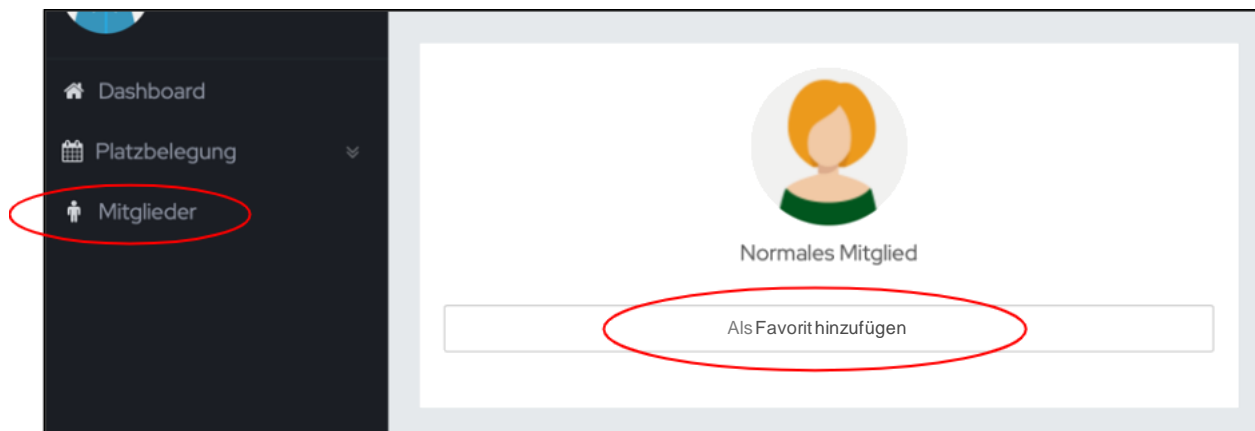 Dashboard
Platzbelegung
Mitglieder
Normales Mitglied
Als Favorit hinzufügen